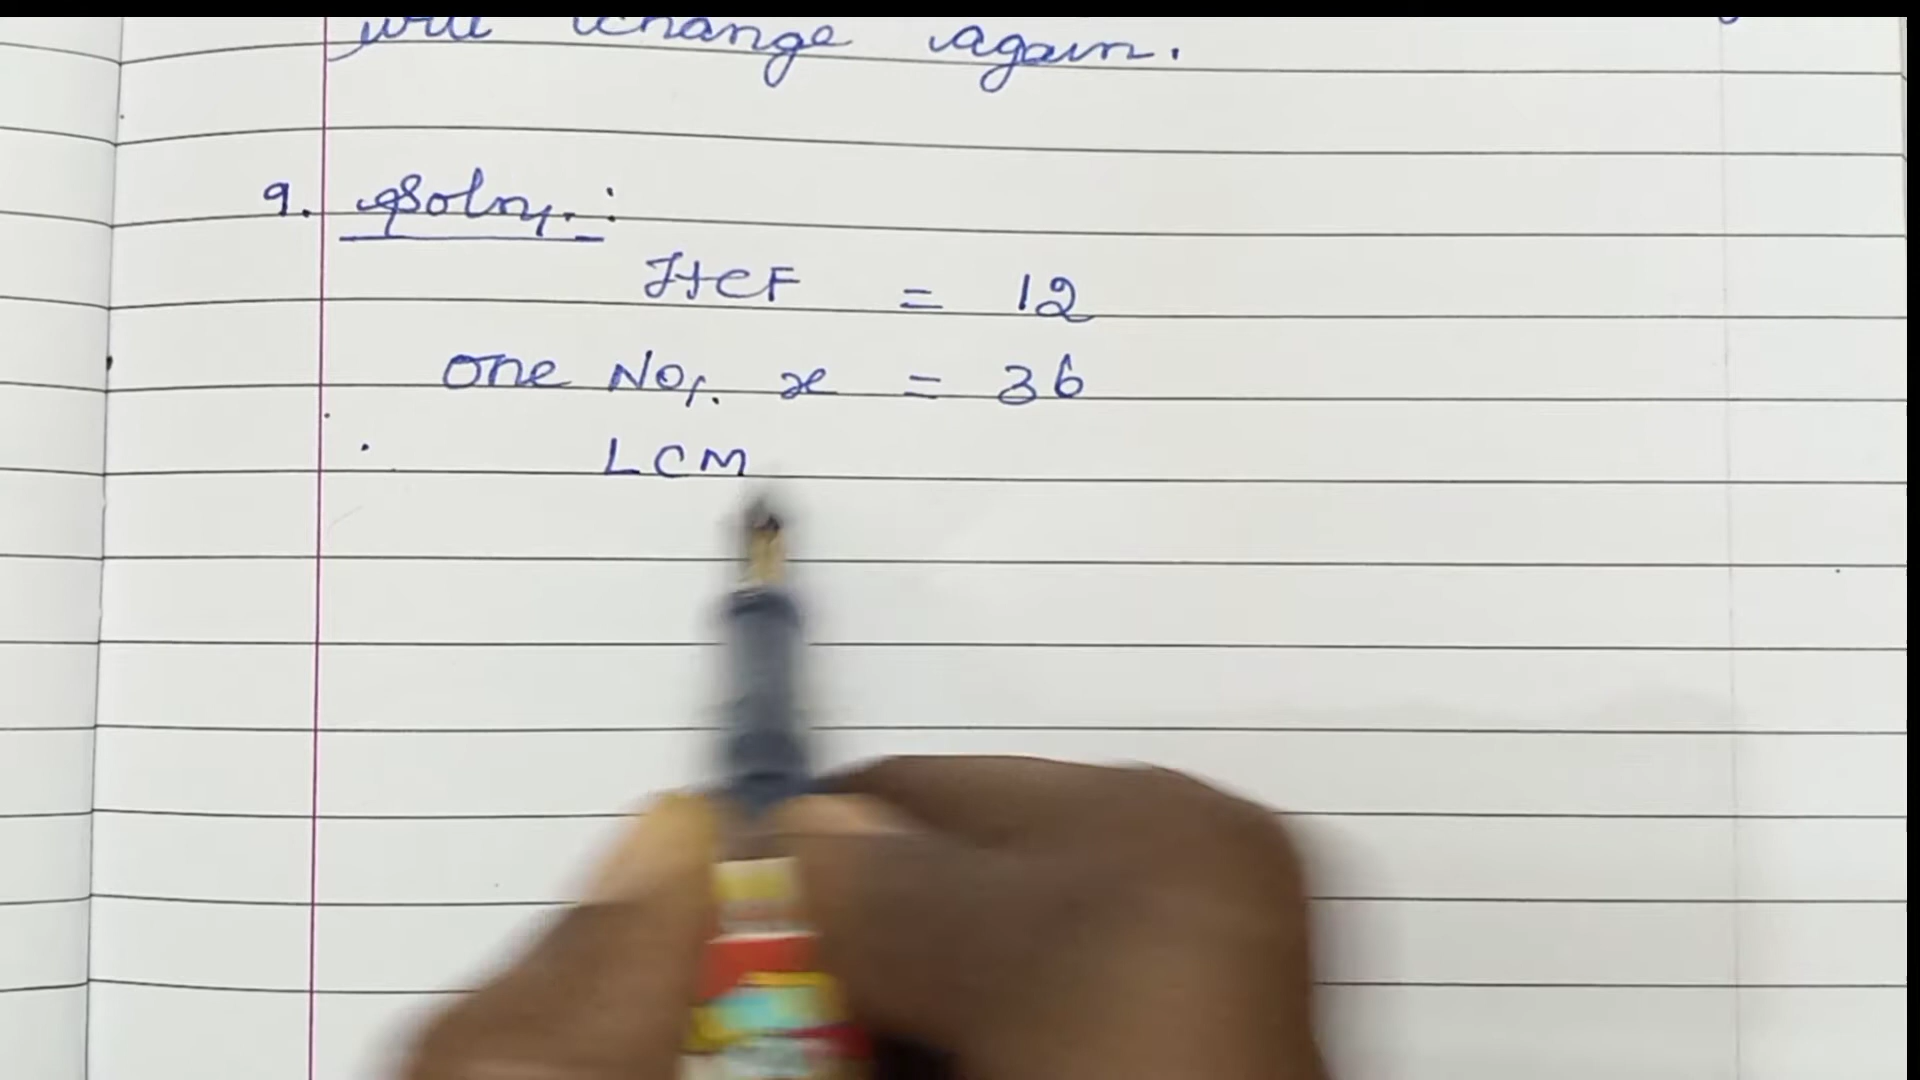 will change again.
9. Soln. :
HCF = 12
one No. x = 36
LCM